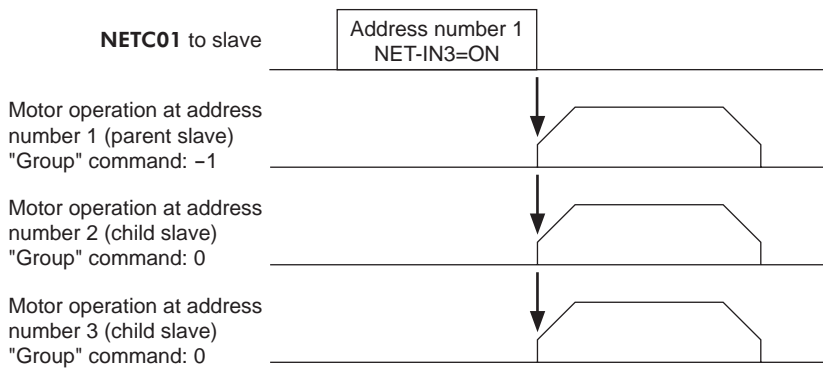 NETC01 to slave
Address number 1
NET-IN3=ON
Motor operation at address
number 1 (parent slave)
"Group" command: −1
Motor operation at address
number 2 (child slave)
"Group" command: 0
Motor operation at address
number 3 (child slave)
"Group" command: 0